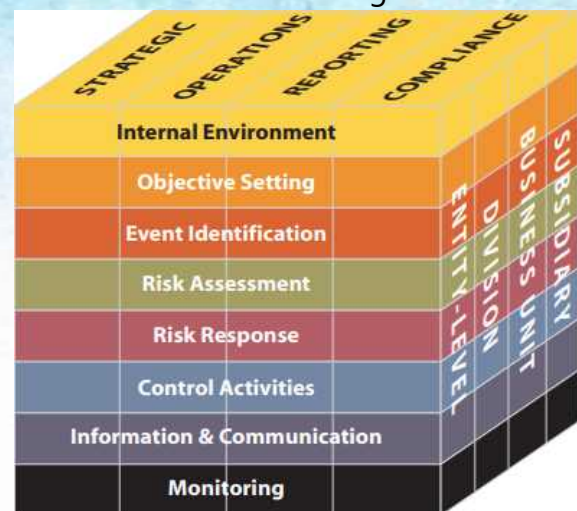 STRATEGIC
OPERATIONS
REPORTING
COMPLIANCE
Internal Environment
Objective Setting
Event Identification
Risk Assessment
Risk Response
Control Activities
Information & Communication
Monitoring
ENTITY-LEVEL
DIVISION
BUSINESS UNIT
SUBSIDIARY